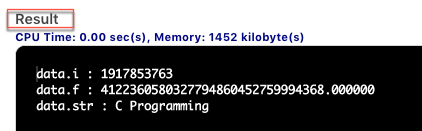 Result
CPU Time: 0.00 sec(s), Memory: 1452 kilobyte(s)
data.i : 1917853763
data.f : 4122360580327794860452759994368.000000
data.str : C Programming